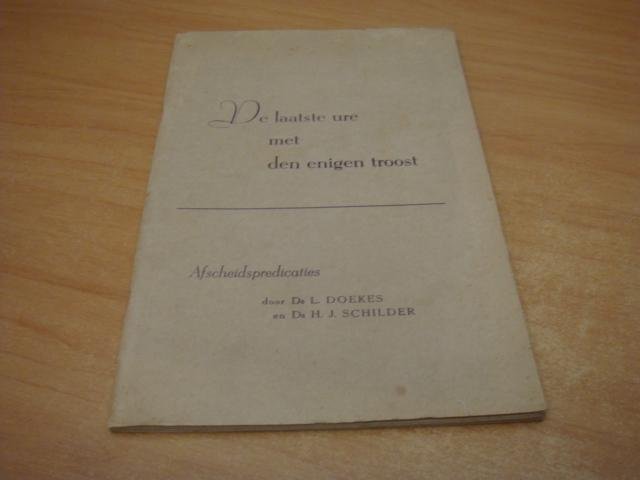 De laatste ure
met
den enigen troost
Afscheidspredicaties
door Ds L. DOEKES
en Ds H. J. SCHILDER